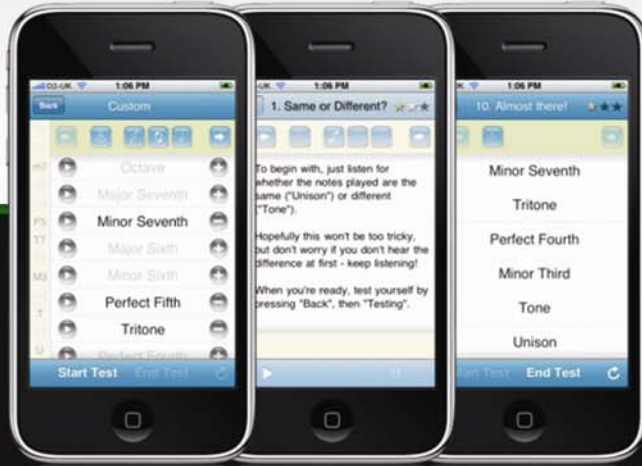 O2-UK 1:06 PM
Back Custom
m7
Octave
Major Seventh
Minor Seventh
P5
TT
Major Sixth
M3
Minor Sixth
Perfect Fifth
T
Tritone
U
Perfect Fourth
Start Test End Test
-UK 1:06 PM
1. Same or Different?
To begin with, just listen for
whether the notes played are the
same ("Unison") or different
("Tone").
Hopefully this won't be too tricky,
but don't worry if you don't hear the
difference at first - keep listening!
When you're ready, test yourself by
pressing "Back", then "Testing".
K 1:06 PM
10. Almost there!
Minor Seventh
Tritone
Perfect Fourth
Minor Third
Tone
Unison
Start Test End Test